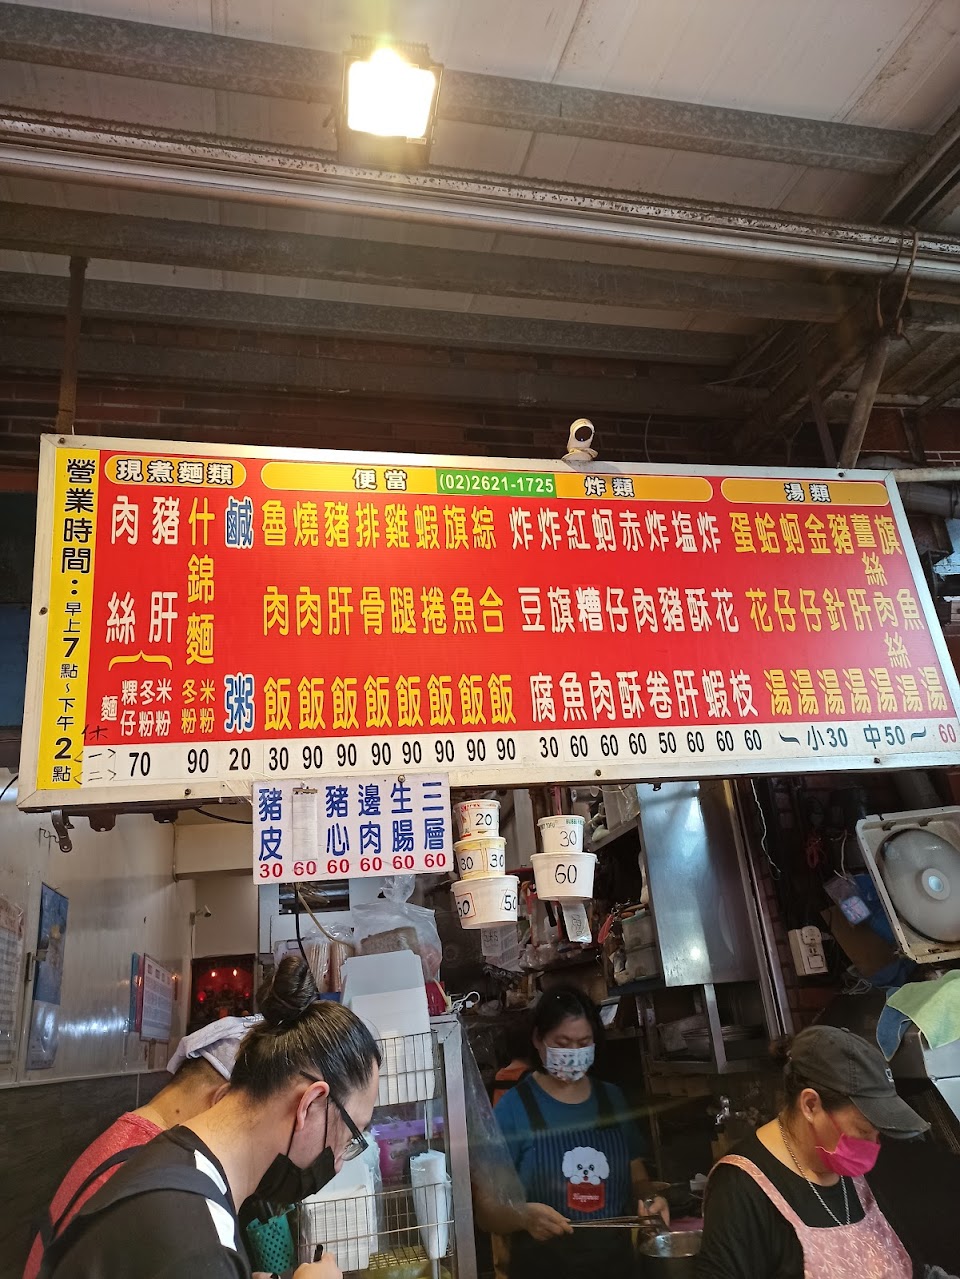 營業時間：早上7點～下午2點
休<一><二>
現煮麵類
肉絲
豬肝
麵 粿仔 冬粉 米粉
70
什錦麵
冬粉 米粉
90
鹹粥
20
便當 (02)2621-1725
魯肉飯 30
燒肉飯 90
豬肝飯 90
排骨飯 90
雞腿飯 90
蝦捲飯 90
旗魚飯 90
綜合飯 90
炸類
炸豆腐 30
炸旗魚 60
紅糟肉 60
蚵仔酥 60
赤肉卷 50
炸豬肝 60
塩酥蝦 60
炸花枝 60
湯類
蛋花湯
蛤仔湯
蚵仔湯
金針湯
豬肝湯
薑絲肉絲湯
旗魚湯
小30 中50
60
豬皮 30
60
豬心 60
邊肉 60
生腸 60
三層 60
20
30
30 30
60
50 50